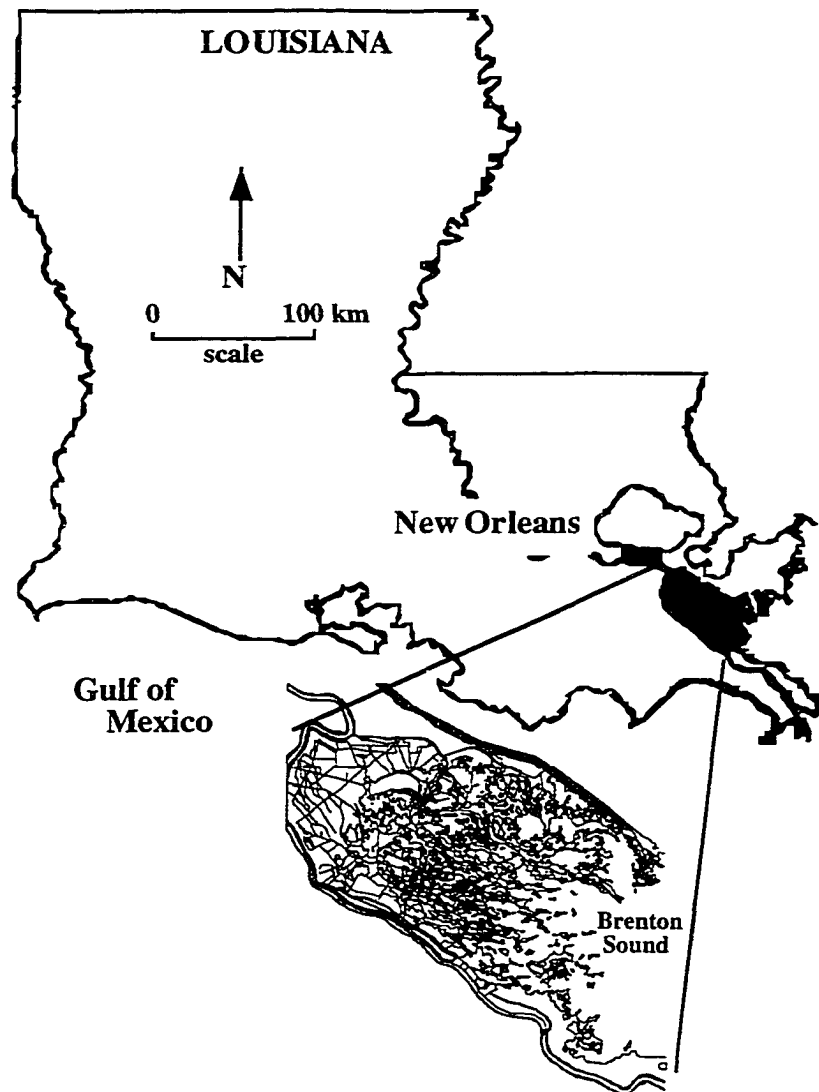 LOUISIANA
N
0 100 km
scale
New Orleans
Gulf of
Mexico
Brenton
Sound